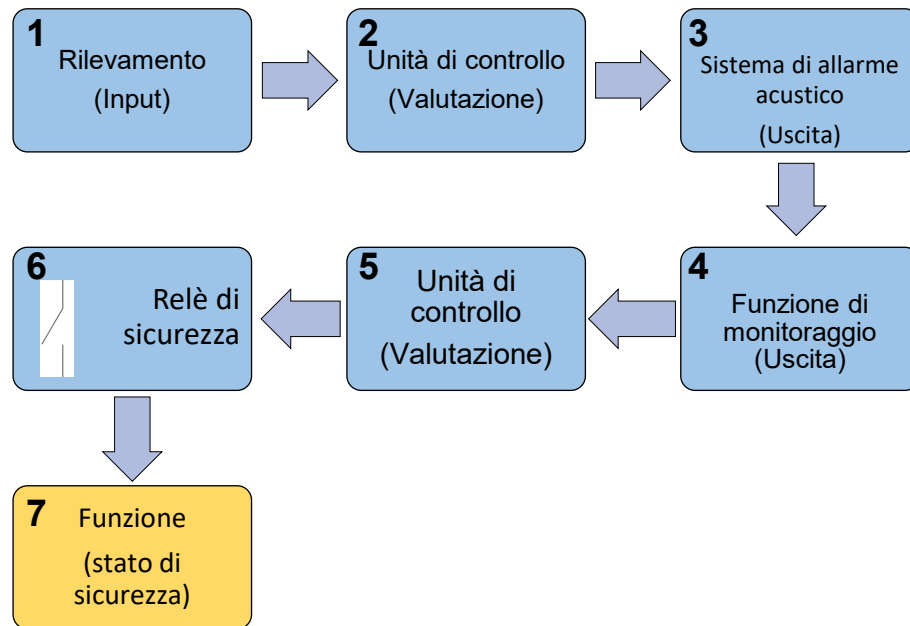 1
Rilevamento
(Input)
2
Unità di controllo
(Valutazione)
3
Sistema di allarme
acustico
(Uscita)
4
Funzione di
monitoraggio
(Uscita)
5
Unità di
controllo
(Valutazione)
6
Relè di
sicurezza
7
Funzione
(stato di
sicurezza)